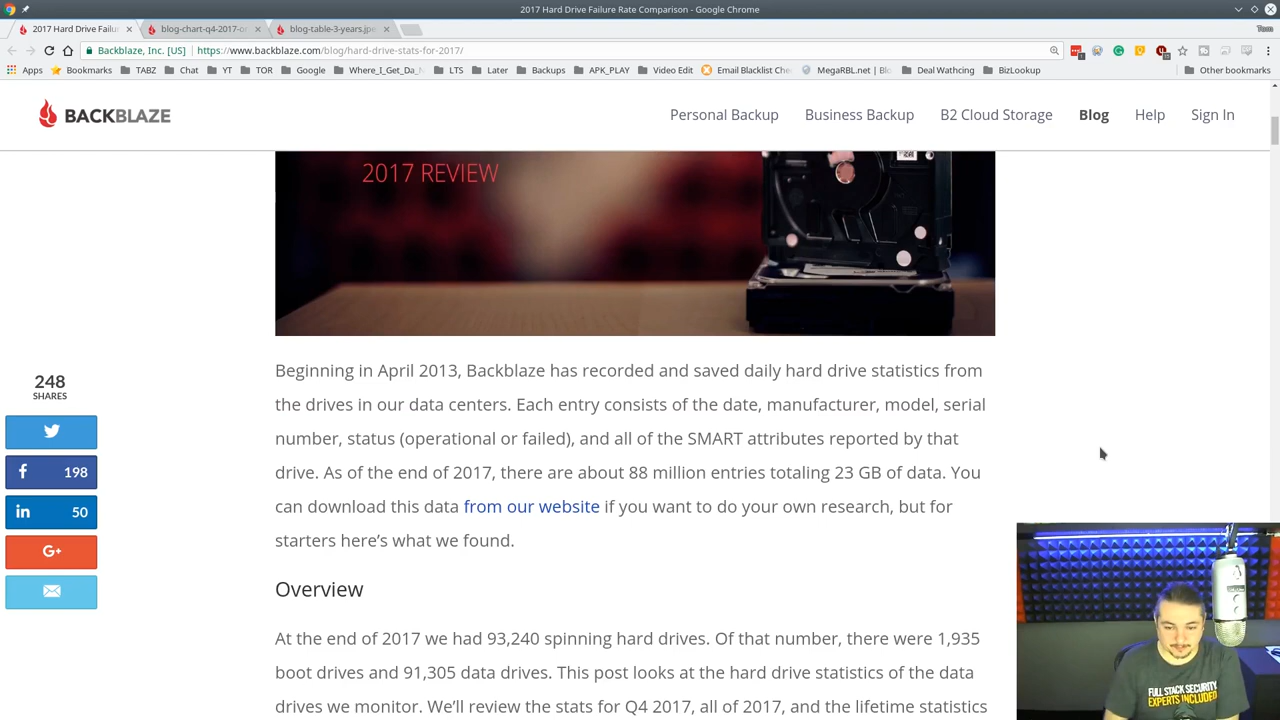 2017 Hard Drive Failure Rate Comparison - Google Chrome
2017 Hard Drive Failu
blog-chart-q4-2017-o
blog-table-3-years.jpe
Tom
Backblaze, Inc. [US]
https://www.backblaze.com/blog/hard-drive-stats-for-2017/
Apps
Bookmarks
TABZ
Chat
YT
TOR
Google
Where_I_Get_Da_
LTS
Later
Backups
APK_PLAY
Video Edit
Email Blacklist Che
MegaRBL.net | Blo
Deal Wathcing
BizLookup
Other bookmarks
BACKBLAZE
Personal Backup
Business Backup
B2 Cloud Storage
Blog
Help
Sign In
2017 REVIEW
248
SHARES
198
50
G+
Beginning in April 2013, Backblaze has recorded and saved daily hard drive statistics from
the drives in our data centers. Each entry consists of the date, manufacturer, model, serial
number, status (operational or failed), and all of the SMART attributes reported by that
drive. As of the end of 2017, there are about 88 million entries totaling 23 GB of data. You
can download this data from our website if you want to do your own research, but for
starters here's what we found.
Overview
At the end of 2017 we had 93,240 spinning hard drives. Of that number, there were 1,935
boot drives and 91,305 data drives. This post looks at the hard drive statistics of the data
drives we monitor. We'll review the stats for Q4 2017, all of 2017, and the lifetime statistics
FULL STACK SECURITY
EXPERTS INCLUDED